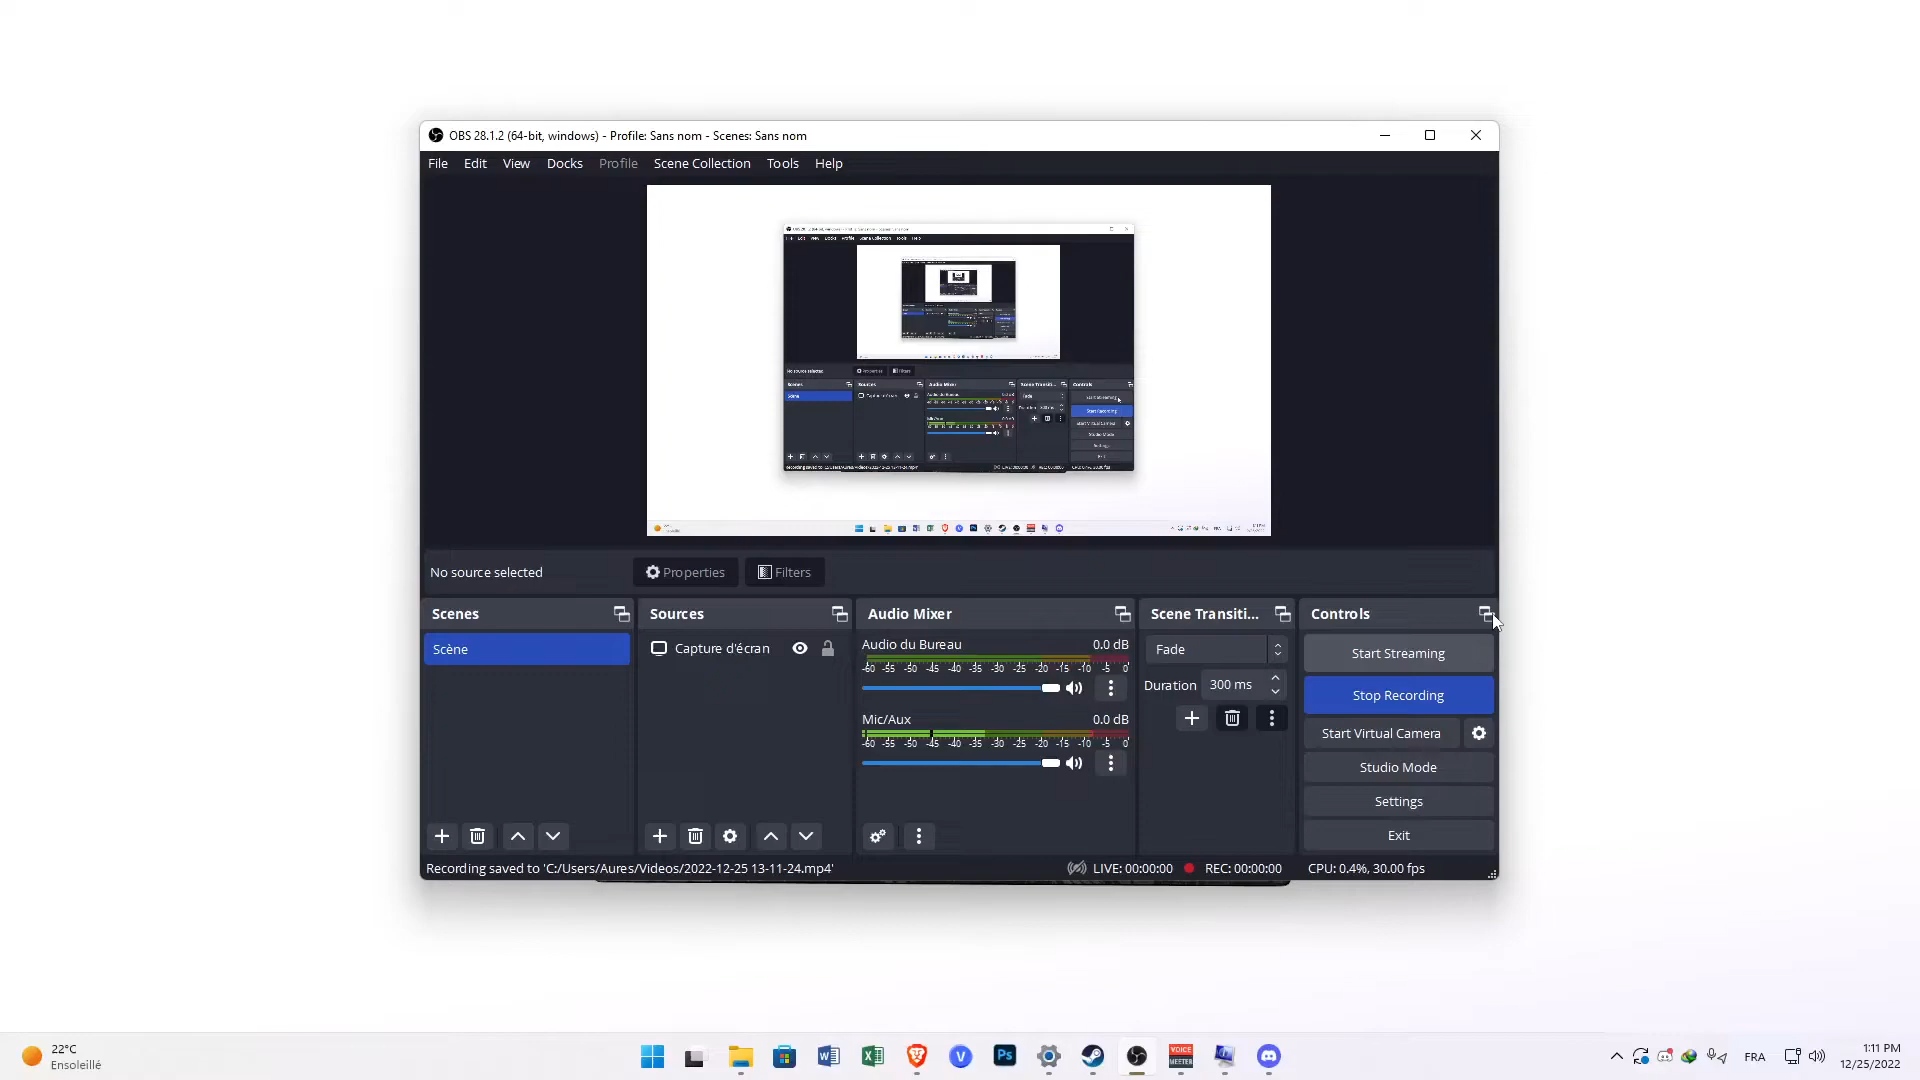 OBS 28.1.2 (64-bit, windows) - Profile: Sans nom - Scenes: Sans nom
File Edit View Docks Profile Scene Collection Tools Help
No source selected Properties Filters
Scenes
Scène
Sources
Capture d'écran
Audio Mixer
Audio du Bureau 0.0 dB
-60 -55 -50 -45 -40 -35 -30 -25 -20 -15 -10 -5 0
Mic/Aux 0.0 dB
-60 -55 -50 -45 -40 -35 -30 -25 -20 -15 -10 -5 0
Scene Transiti...
Fade
Duration 300 ms
Controls
Start Streaming
Stop Recording
Start Virtual Camera
Studio Mode
Settings
Exit
Recording saved to 'C:/Users/Aures/Videos/2022-12-25 13-11-24.mp4'
LIVE: 00:00:00 REC: 00:00:00 CPU: 0.4%, 30.00 fps
22°C
Ensoleillé
Ps
VOICE
MEETER
FRA
1:11 PM
12/25/2022